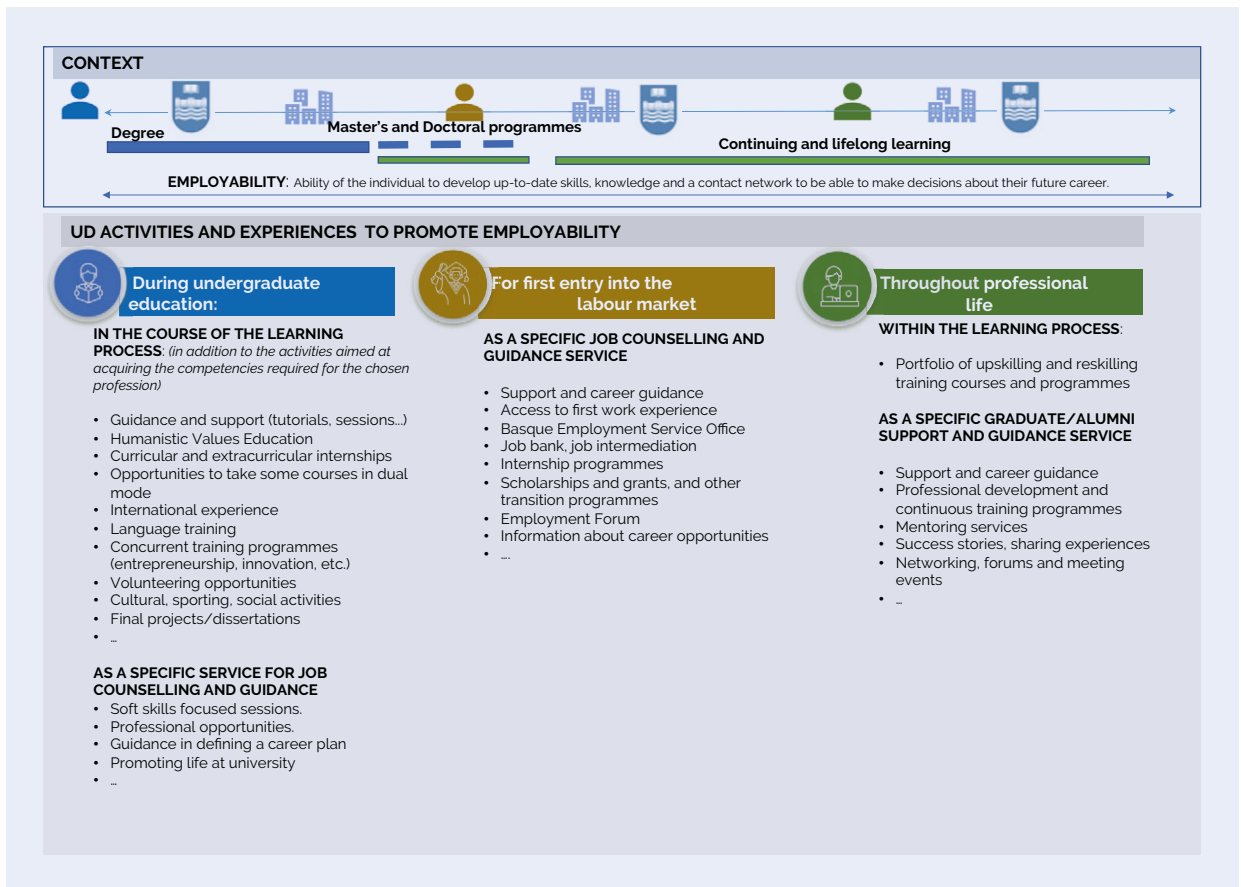 CONTEXT
Degree
Master's and Doctoral programmes
Continuing and lifelong learning
EMPLOYABILITY: Ability of the individual to develop up-to-date skills, knowledge and a contact network to be able to make decisions about their future career.
UD ACTIVITIES AND EXPERIENCES TO PROMOTE EMPLOYABILITY
During undergraduate
education:
IN THE COURSE OF THE LEARNING
PROCESS: (in addition to the activities aimed at
acquiring the competencies required for the chosen
profession)
• Guidance and support (tutorials, sessions...)
• Humanistic Values Education
• Curricular and extracurricular internships
• Opportunities to take some courses in dual
mode
• International experience
• Language training
• Concurrent training programmes
(entrepreneurship, innovation, etc.)
• Volunteering opportunities
• Cultural, sporting, social activities
• Final projects/dissertations
• ...
AS A SPECIFIC SERVICE FOR JOB
COUNSELLING AND GUIDANCE
• Soft skills focused sessions.
• Professional opportunities.
• Guidance in defining a career plan
• Promoting life at university
• ...
For first entry into the
labour market
AS A SPECIFIC JOB COUNSELLING AND
GUIDANCE SERVICE
• Support and career guidance
• Access to first work experience
• Basque Employment Service Office
• Job bank, job intermediation
• Internship programmes
• Scholarships and grants, and other
transition programmes
• Employment Forum
• Information about career opportunities
• ....
Throughout professional
life
WITHIN THE LEARNING PROCESS:
• Portfolio of upskilling and reskilling
training courses and programmes
AS A SPECIFIC GRADUATE/ALUMNI
SUPPORT AND GUIDANCE SERVICE
• Support and career guidance
• Professional development and
continuous training programmes
• Mentoring services
• Success stories, sharing experiences
• Networking, forums and meeting
events
• ...